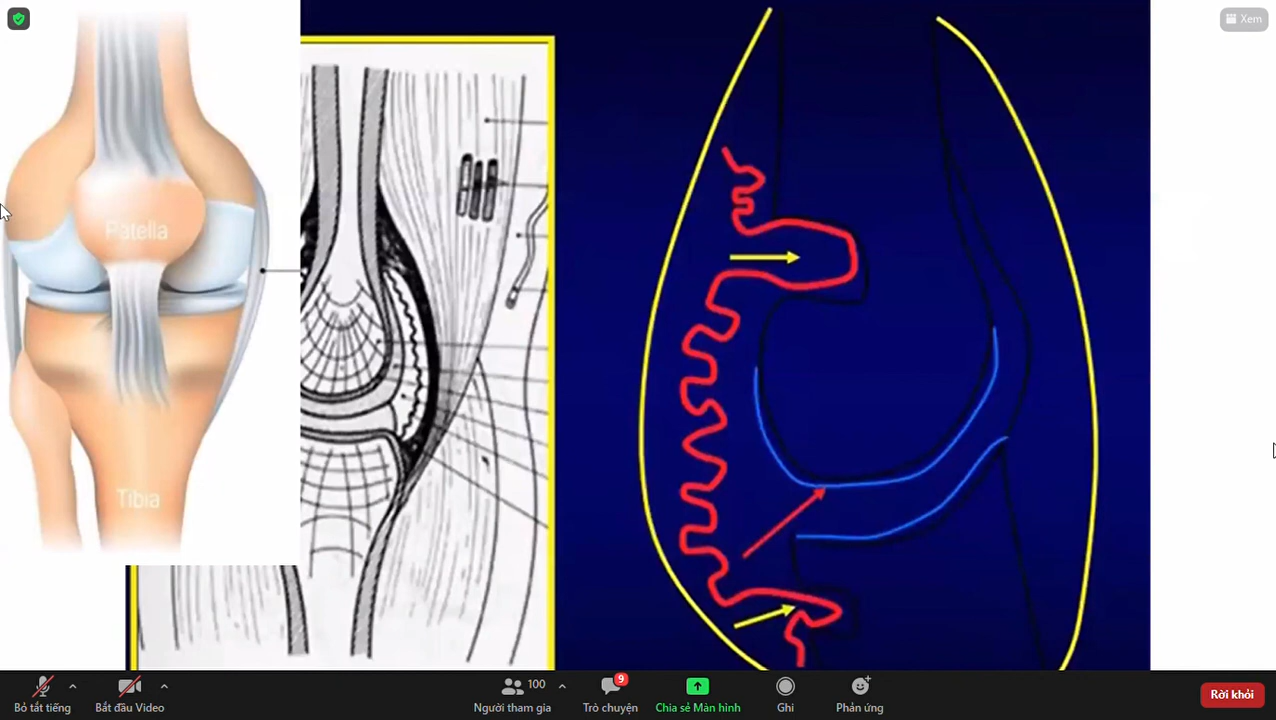 Xem
Patella
Tibia
Bỏ tắt tiếng
Bắt đầu Video
100
Người tham gia
9
Trò chuyện
Chia sẻ Màn hình
Ghi
Phản ứng
Rời khỏi